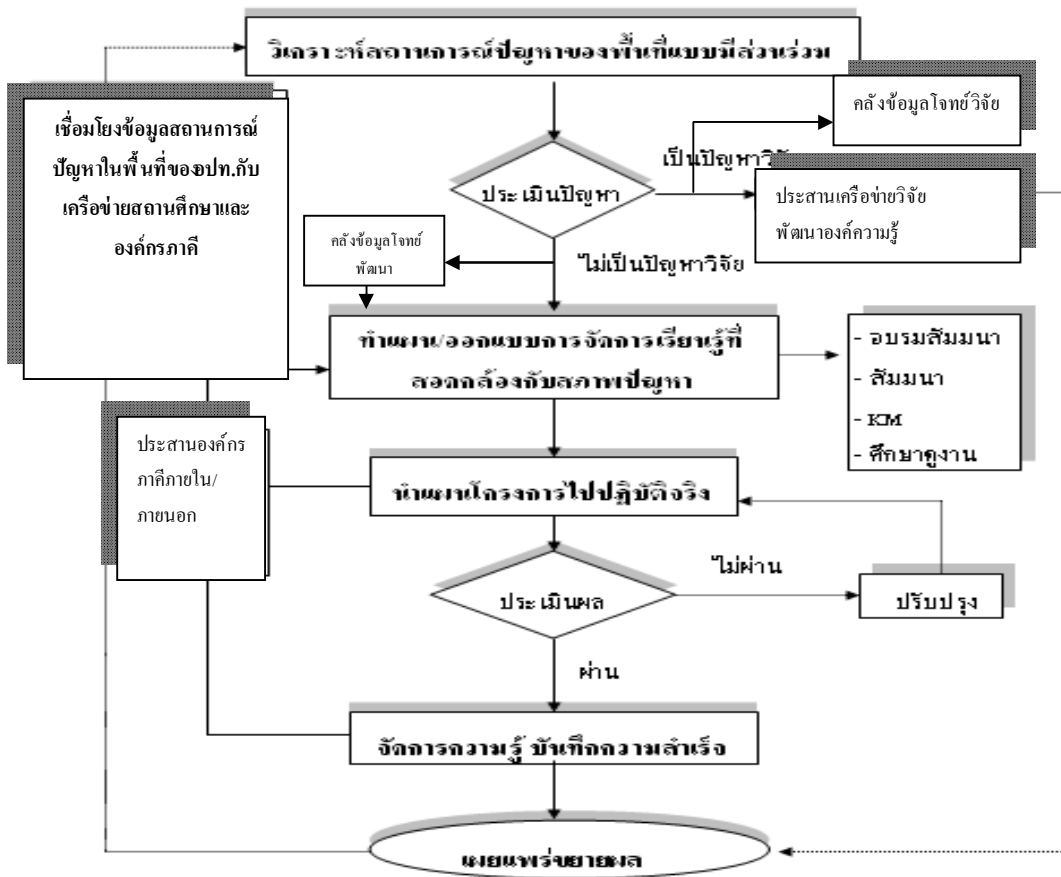 วิเคราะห์สถานการณ์ปัญหาของพื้นที่แบบมีส่วนร่วม
เชื่อมโยงข้อมูลสถานการณ์
ปัญหาในพื้นที่ของอปท.กับ
เครือข่ายสถานศึกษาและ
องค์กรภาคี
คลังข้อมูลโจทย์วิจัย
เป็นปัญหาวิจัย
ประเมินปัญหา
ประสานเครือข่ายวิจัย
พัฒนาองค์ความรู้
คลังข้อมูลโจทย์
พัฒนา
ไม่เป็นปัญหาวิจัย
ทำแผน/ออกแบบการจัดการเรียนรู้ที่
สอดคล้องกับสภาพปัญหา
- อบรมสัมมนา
- สัมมนา
- KM
- ศึกษาดูงาน
ประสานองค์กร
ภาคีภายใน/
ภายนอก
นำแผนโครงการไปปฏิบัติจริง
ไม่ผ่าน
ประเมินผล
ปรับปรุง
ผ่าน
จัดการความรู้ บันทึกความสำเร็จ
เผยแพร่ขยายผล